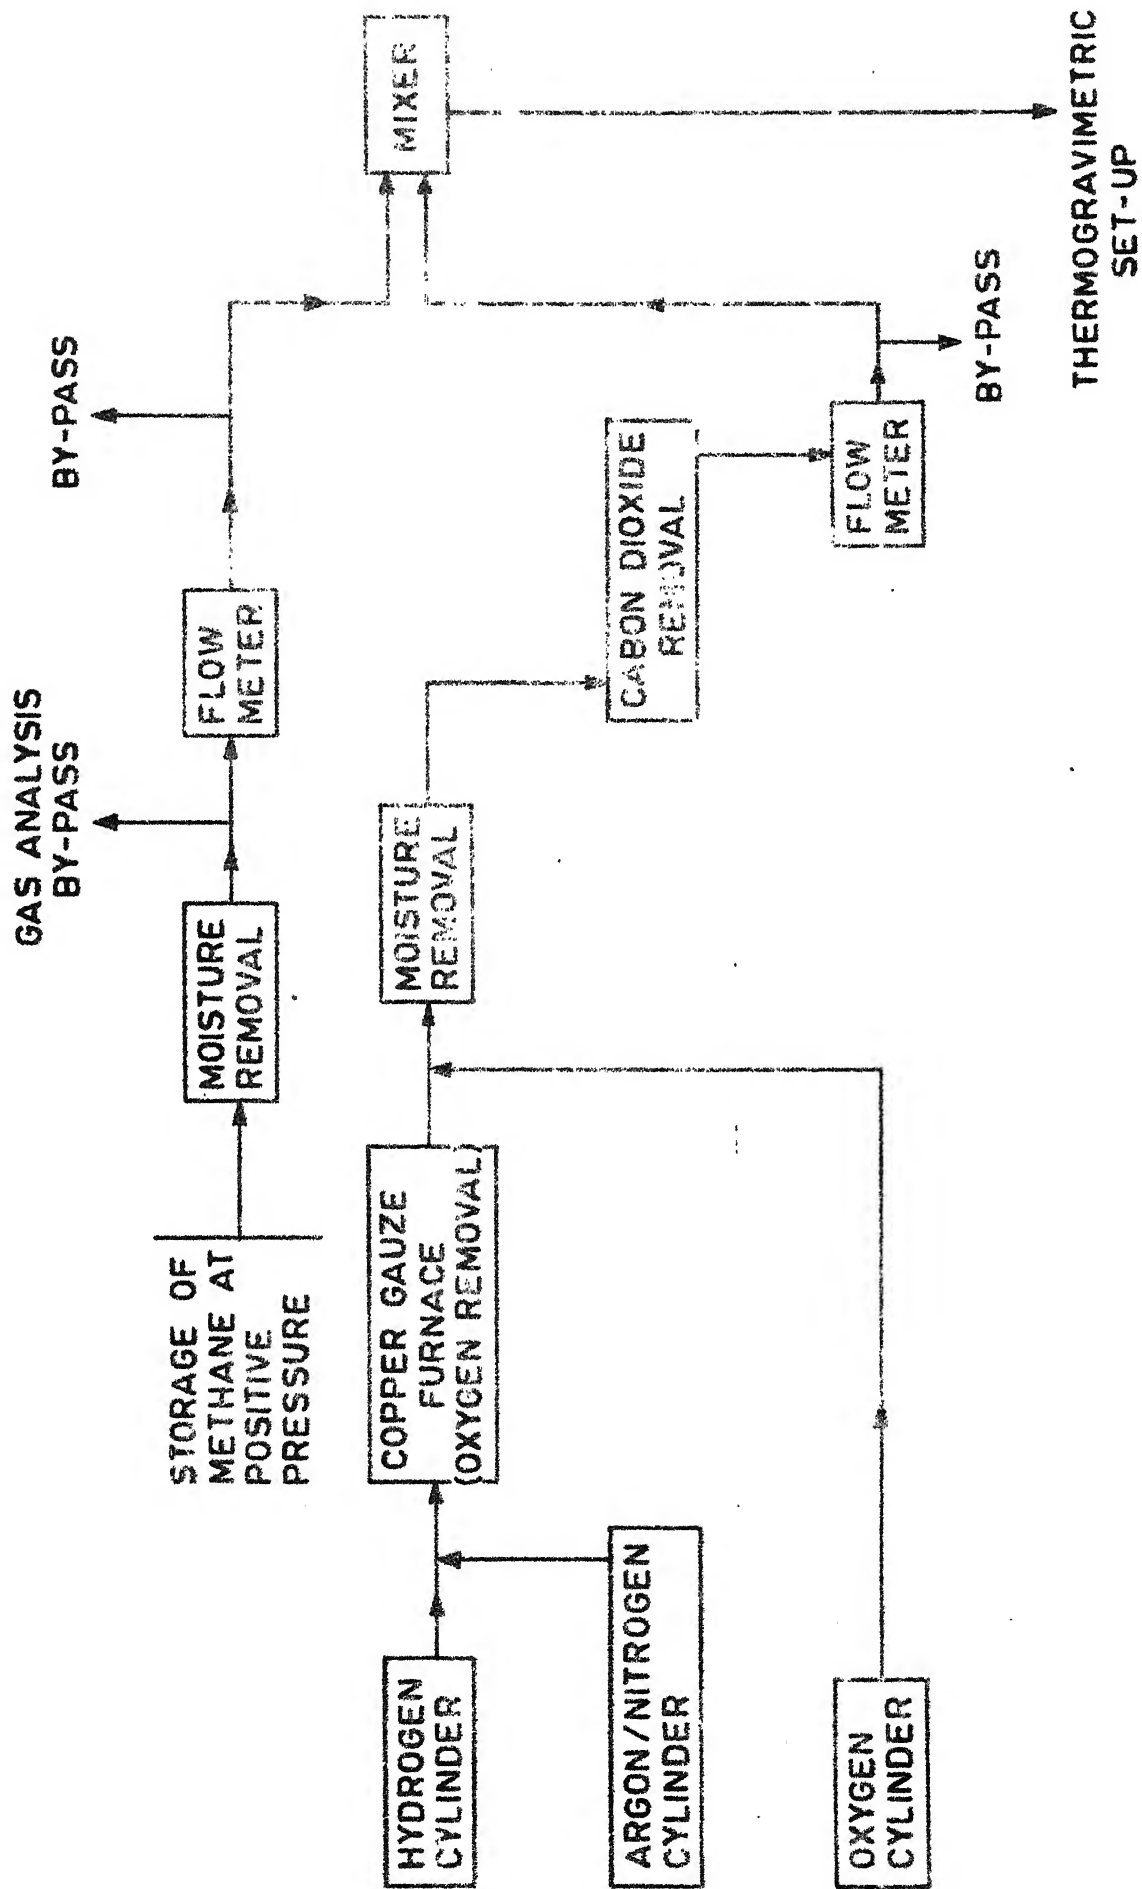 GAS ANALYSIS
BY-PASS
BY-PASS
STORAGE OF
METHANE AT
POSITIVE
PRESSURE
MOISTURE
REMOVAL
FLOW
METER
MIXER
HYDROGEN
CYLINDER
COPPER GAUZE
FURNACE
(OXYGEN REMOVAL)
MOISTURE
REMOVAL
ARGON/NITROGEN
CYLINDER
CABON DIOXIDE
REMOVAL
OXYGEN
CYLINDER
FLOW
METER
BY-PASS
THERMOGRAVIMETRIC
SET-UP